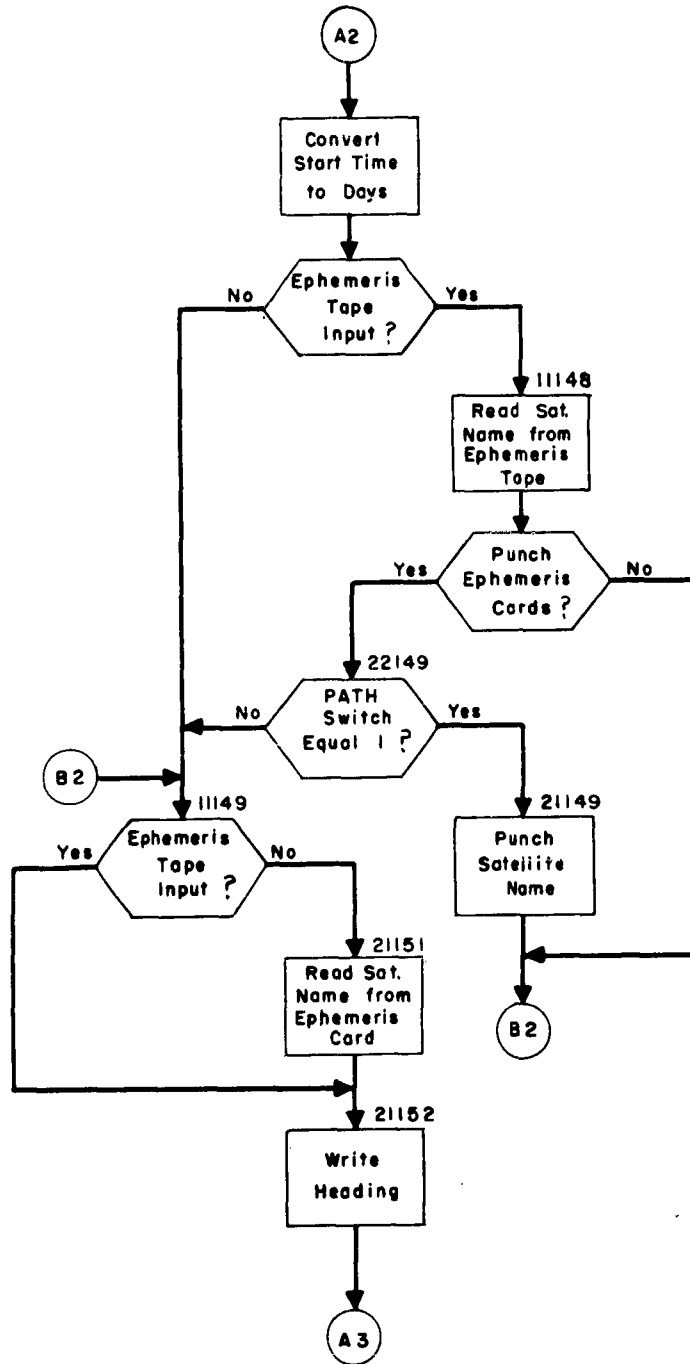 A2
Convert
Start Time
to Days
Ephemeris
Tape
Input ?
No
Yes
11148
Read Sat.
Name from
Ephemeris
Tape
Punch
Ephemeris
Cards ?
Yes
No
22149
PATH
Switch
Equal 1 ?
No
Yes
B2
11149
Ephemeris
Tape
Input ?
Yes
No
21149
Punch
Satellite
Name
21151
Read Sat.
Name from
Ephemeris
Card
B2
21152
Write
Heading
A3